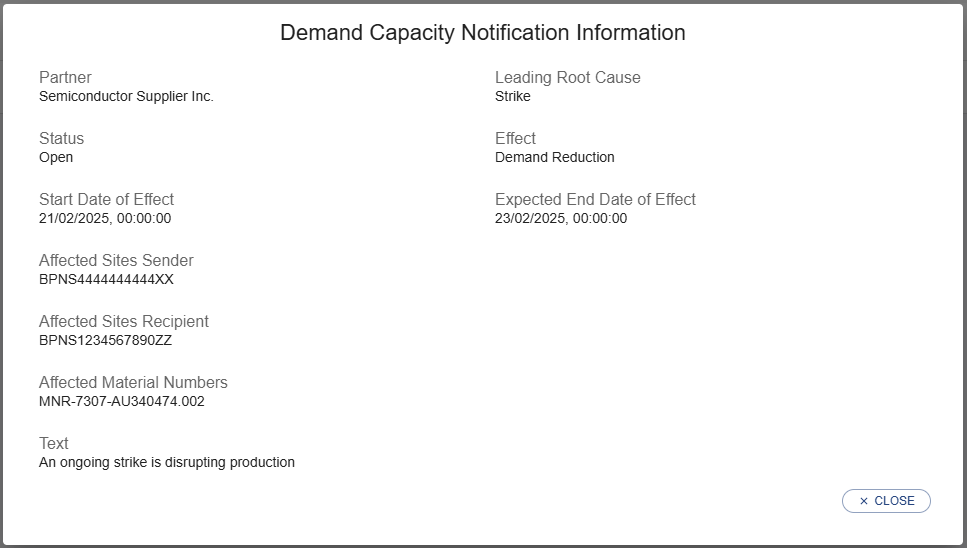 Demand Capacity Notification Information
Partner
Semiconductor Supplier Inc.
Leading Root Cause
Strike
Status
Open
Effect
Demand Reduction
Start Date of Effect
21/02/2025, 00:00:00
Expected End Date of Effect
23/02/2025, 00:00:00
Affected Sites Sender
BPNS4444444444XX
Affected Sites Recipient
BPNS1234567890ZZ
Affected Material Numbers
MNR-7307-AU340474.002
Text
An ongoing strike is disrupting production
× CLOSE